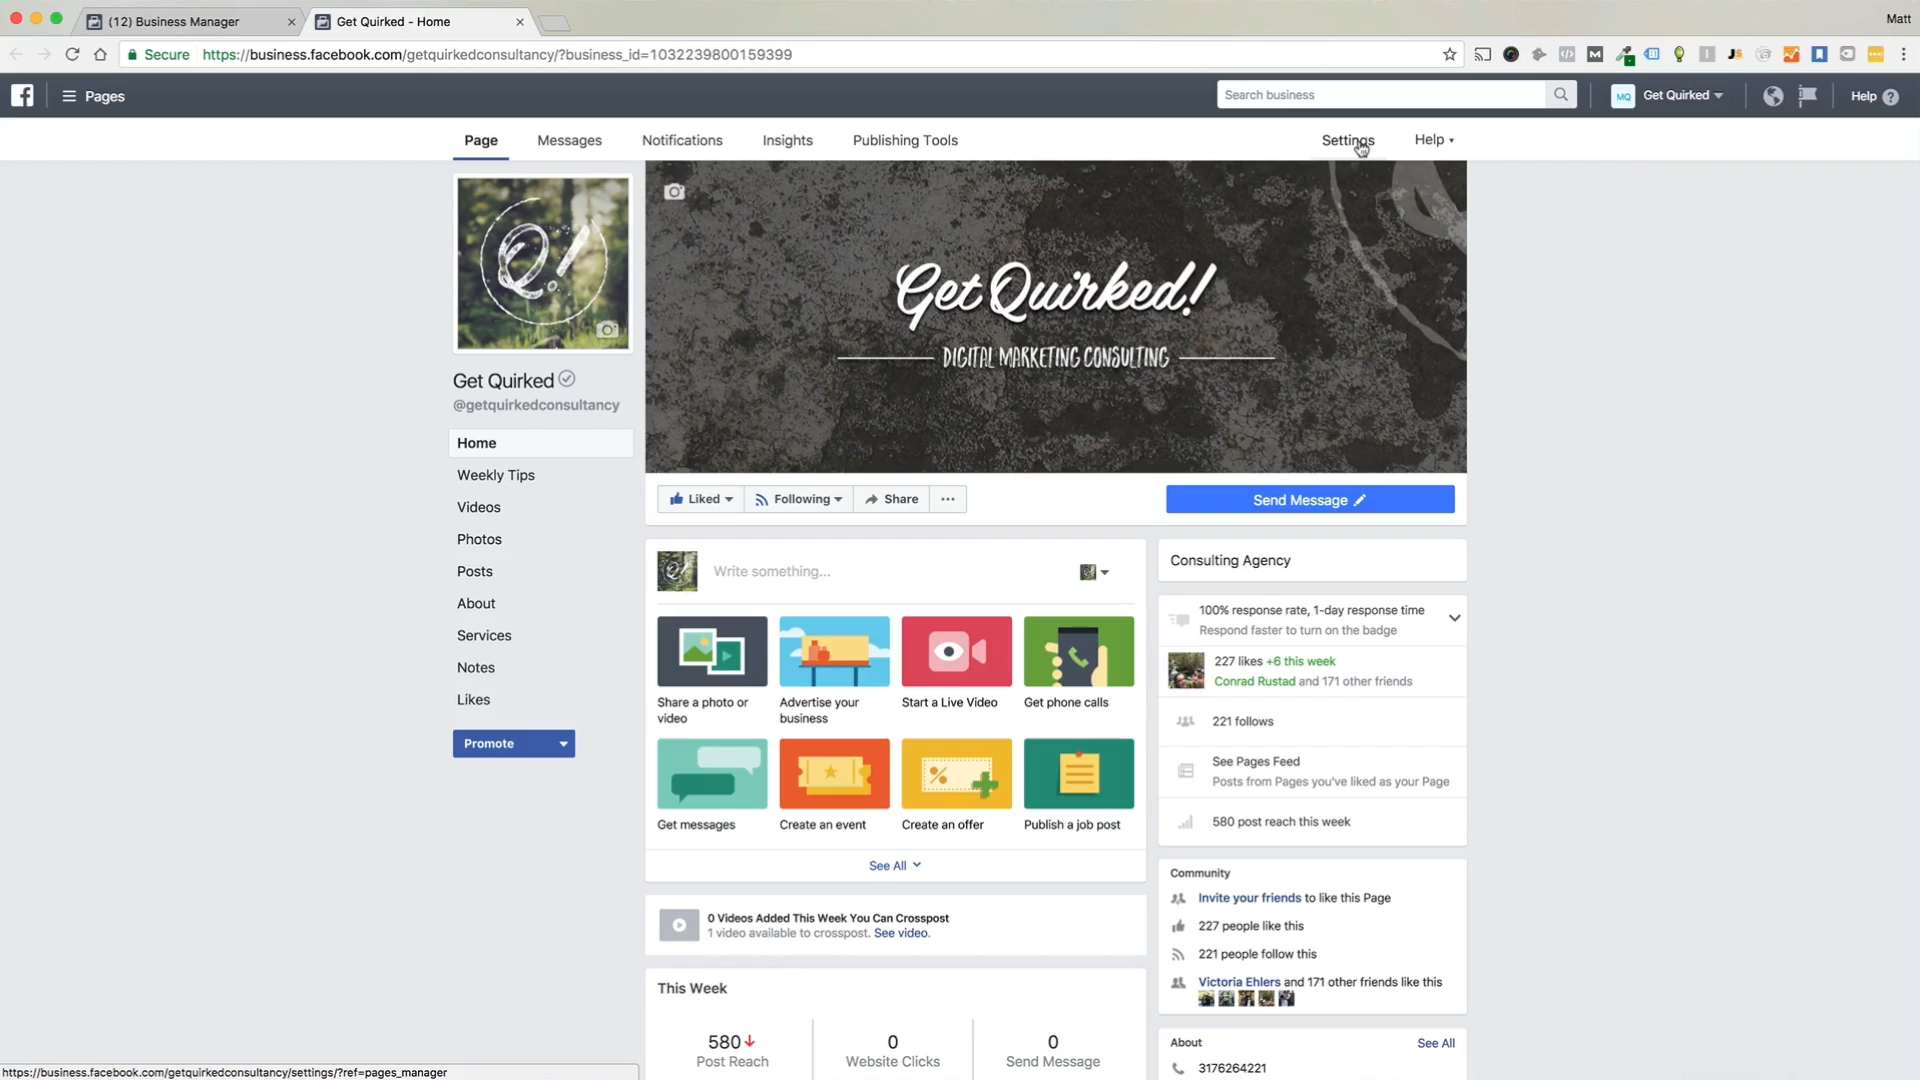 (12) Business Manager
Get Quirked - Home
Matt
Secure https://business.facebook.com/getquirkedconsultancy/?business_id=1032239800159399
Pages
Search business
MQ Get Quirked
Help
Page Messages Notifications Insights Publishing Tools Settings Help
Q!
Get Quirked!
DIGITAL MARKETING CONSULTING
Get Quirked
@getquirkedconsultancy
Home
Weekly Tips
Videos
Photos
Posts
About
Services
Notes
Likes
Promote
Liked Following Share ...
Send Message
Write something...
Share a photo or video
Advertise your business
Start a Live Video
Get phone calls
Get messages
Create an event
Create an offer
Publish a job post
See All
0 Videos Added This Week You Can Crosspost
1 video available to crosspost. See video.
This Week
580 Post Reach
0 Website Clicks
0 Send Message
Consulting Agency
100% response rate, 1-day response time
Respond faster to turn on the badge
227 likes +6 this week
Conrad Rustad and 171 other friends
221 follows
See Pages Feed
Posts from Pages you've liked as your Page
580 post reach this week
Community
Invite your friends to like this Page
227 people like this
221 people follow this
Victoria Ehlers and 171 other friends like this
About See All
3176264221
https://business.facebook.com/getquirkedconsultancy/settings/?ref=pages_manager